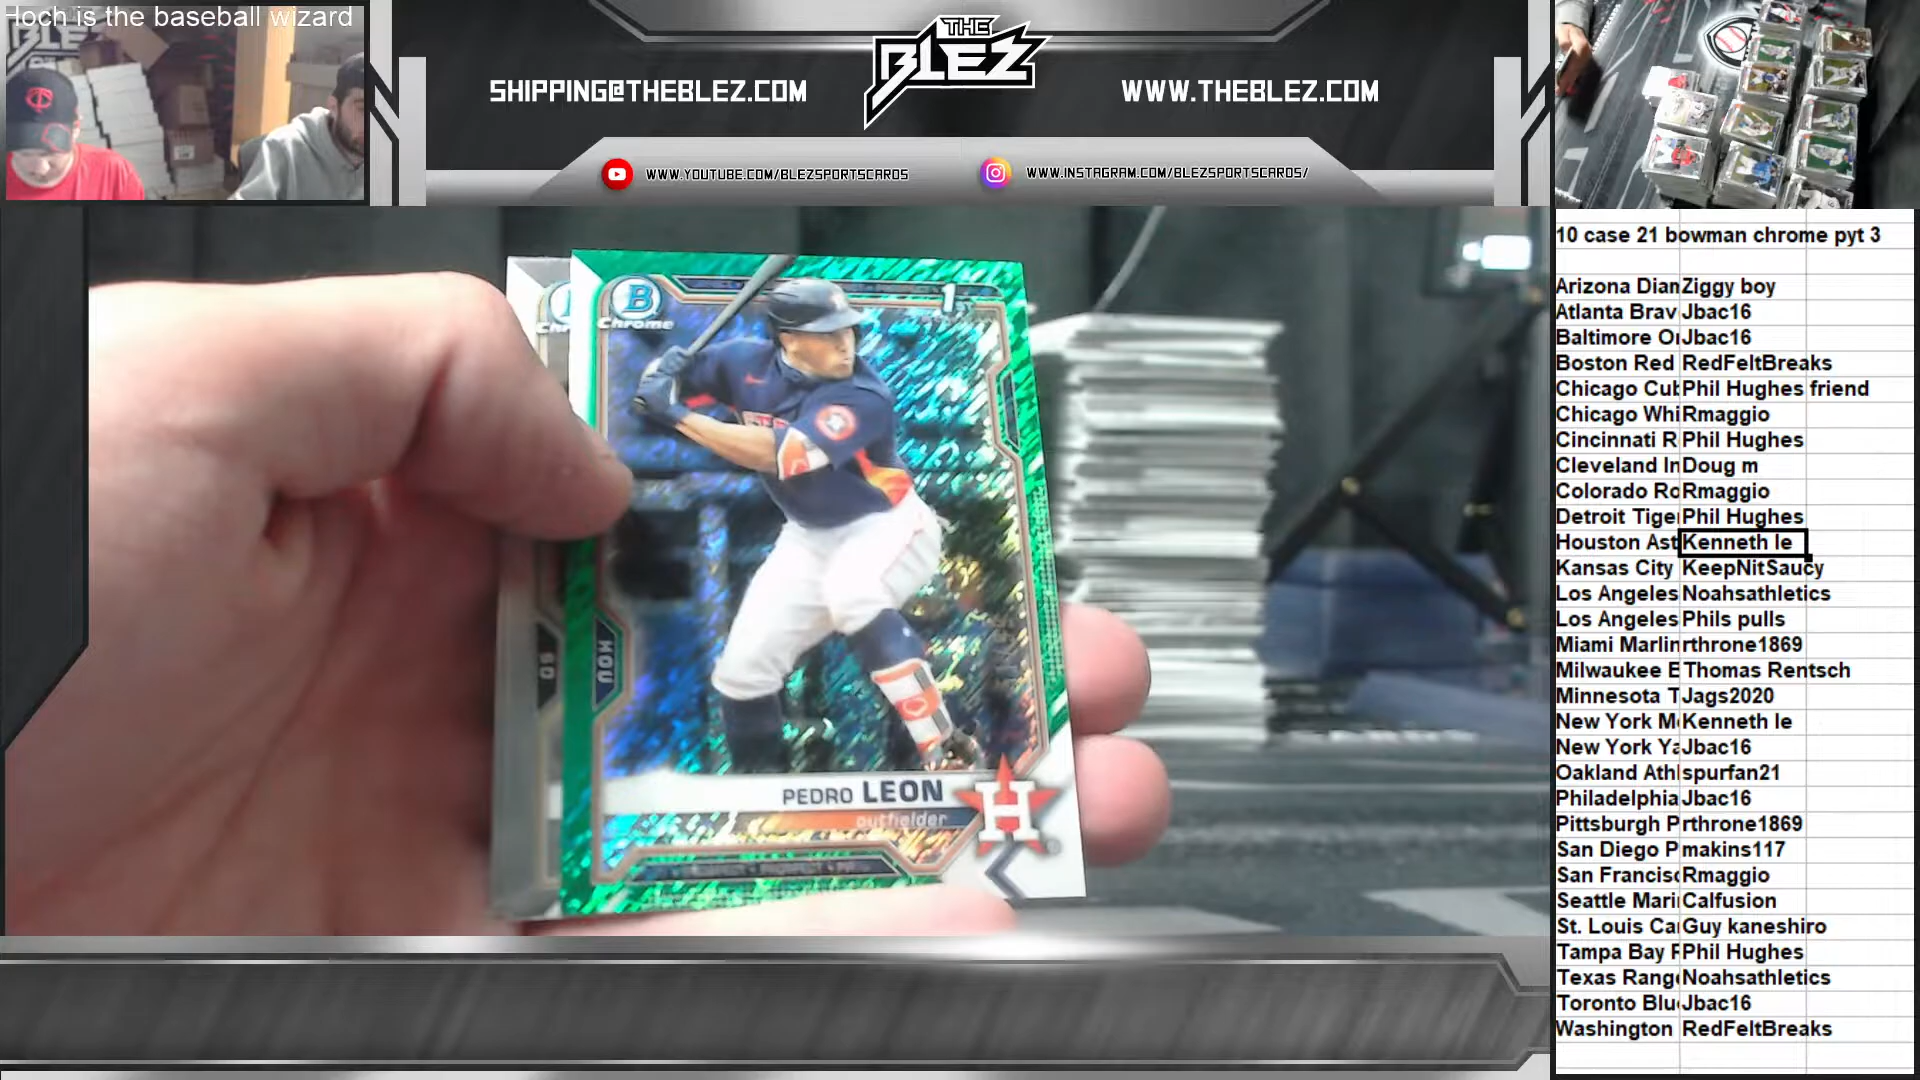 Hoch is the baseball wizard
THE
BLEZ
SHIPPING@THEBLEZ.COM
WWW.THEBLEZ.COM
WWW.YOUTUBE.COM/BLEZSPORTSCARDS
WWW.INSTAGRAM.COM/BLEZSPORTSCARDS/
B
Chrome
1
HOU
SD
PEDRO LEON
outfielder
H
10 case 21 bowman chrome pyt 3
Arizona Dian Ziggy boy
Atlanta Brav Jbac16
Baltimore Or Jbac16
Boston Red RedFeltBreaks
Chicago Cub Phil Hughes friend
Chicago Whi Rmaggio
Cincinnati R Phil Hughes
Cleveland In Doug m
Colorado Ro Rmaggio
Detroit Tige Phil Hughes
Houston Ast Kenneth le
Kansas City KeepNitSaucy
Los Angeles Noahsathletics
Los Angeles Phils pulls
Miami Marlin rthrone1869
Milwaukee B Thomas Rentsch
Minnesota T Jags2020
New York M Kenneth le
New York Ya Jbac16
Oakland Athl spurfan21
Philadelphia Jbac16
Pittsburgh P rthrone1869
San Diego P makins117
San Francisc Rmaggio
Seattle Mari Calfusion
St. Louis Car Guy kaneshiro
Tampa Bay R Phil Hughes
Texas Range Noahsathletics
Toronto Blu Jbac16
Washington RedFeltBreaks